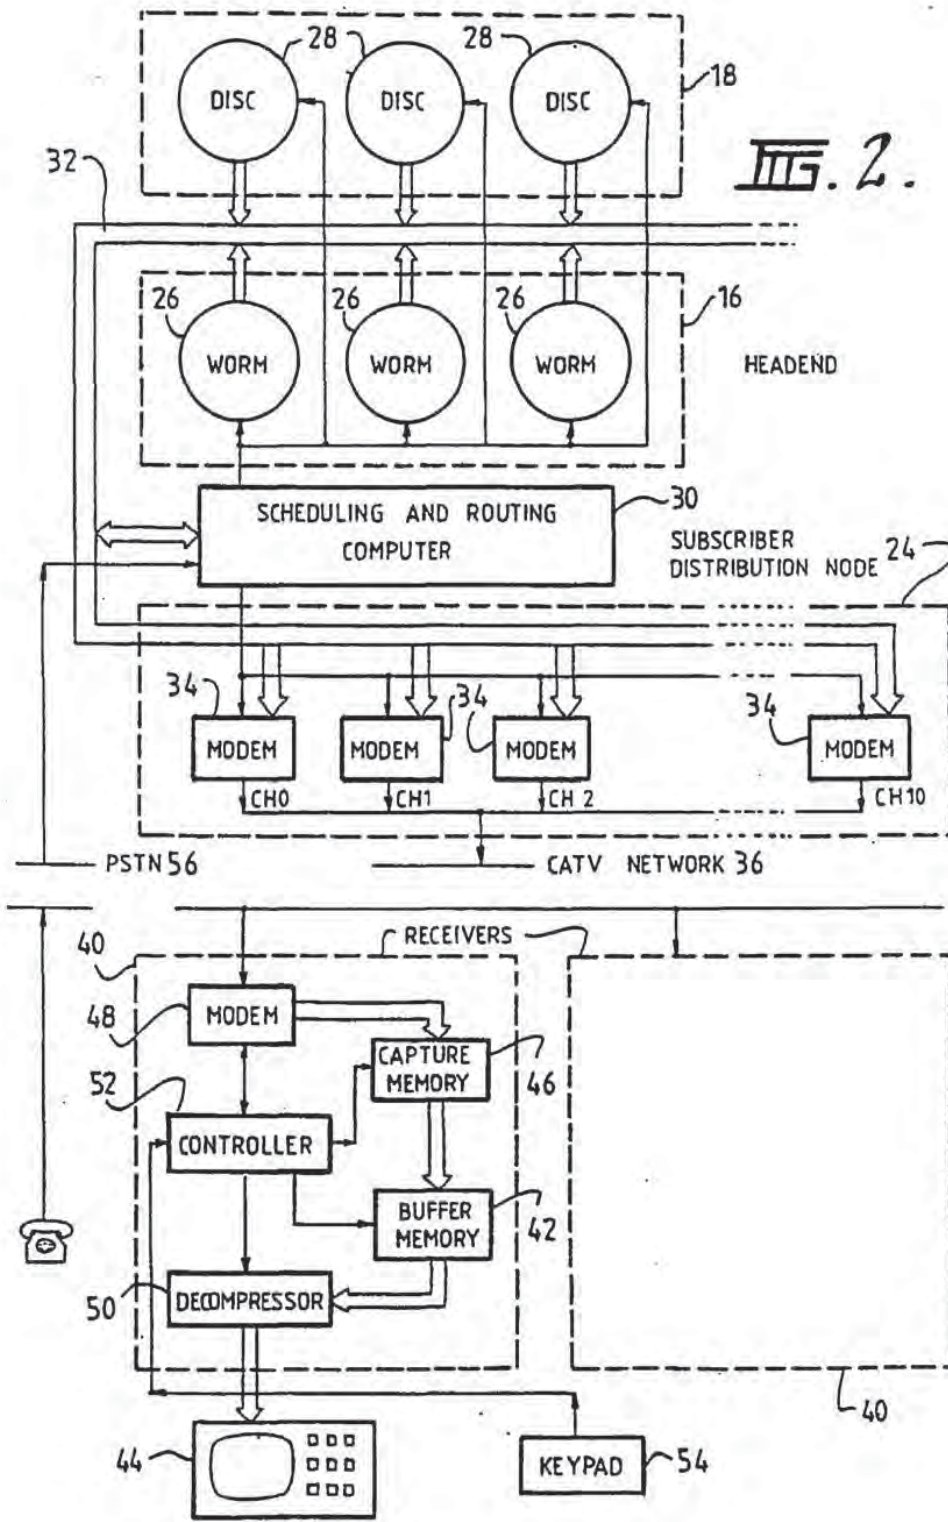 28 28
DISC DISC DISC
18
FIG. 2.
32
26 26 26
16
WORM WORM WORM
HEADEND
SCHEDULING AND ROUTING
COMPUTER
30
SUBSCRIBER
DISTRIBUTION NODE 24
34 34 34 34
MODEM MODEM MODEM MODEM
CH0 CH1 CH 2 CH 10
PSTN 56
CATV NETWORK 36
40
RECEIVERS
48
MODEM
CAPTURE
MEMORY
46
52
CONTROLLER
BUFFER
MEMORY
42
50
DECOMPRESSOR
40
44
KEYPAD
54